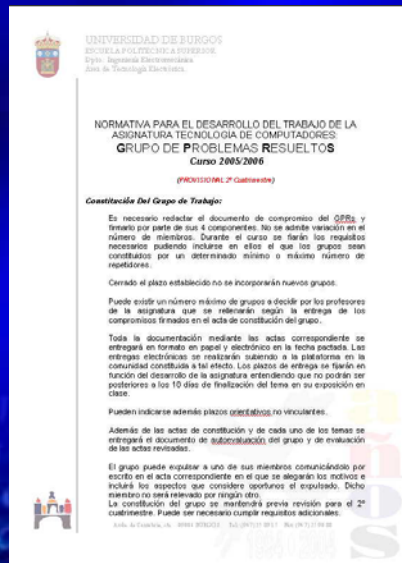 UNIVERSIDAD DE BURGOS
ESCUELA POLITÉCNICA SUPERIOR
Dpto. Ingeniería Electromecánica
Área de Tecnología Electrónica
NORMATIVA PARA EL DESARROLLO DEL TRABAJO DE LA
ASIGNATURA TECNOLOGÍA DE COMPUTADORES:
GRUPO DE PROBLEMAS RESUELTOS
Curso 2005/2006
(PROVISIONAL 2º Cuatrimestre)
Constitución Del Grupo de Trabajo:
Es necesario redactar el documento de compromiso del GPRs y
firmarlo por parte de sus 4 componentes. No se admite variación en el
número de miembros. Durante el curso se fiarán los requisitos
necesarios pudiendo incluirse en ellos el que los grupos sean
constituidos por un determinado mínimo o máximo número de
repetidores.
Cerrado el plazo establecido no se incorporarán nuevos grupos.
Puede existir un número máximo de grupos a decidir por los profesores
de la asignatura que se rellenarán según la entrega de los
compromisos firmados en el acta de constitución del grupo.
Toda la documentación mediante las actas correspondiente se
entregará en formato en papel y electrónico en la fecha pactada. Las
entregas electrónicas se realizarán subiendo a la plataforma en la
comunidad constituida a tal efecto. Los plazos de entrega se fijarán en
función del desarrollo de la asignatura entendiendo que no podrán ser
posteriores a los 10 días de finalización del tema en su exposición en
clase.
Pueden indicarse además plazos orientativos no vinculantes.
Además de las actas de constitución y de cada uno de los temas se
entregará el documento de autoevaluación del grupo y de evaluación
de las actas revisadas.
El grupo puede expulsar a uno de sus miembros comunicándolo por
escrito en el acta correspondiente en el que se alegarán los motivos e
incluirá los aspectos que considere oportunos el expulsado. Dicho
miembro no será relevado por ningún otro.
La constitución del grupo se mantendrá previa revisión para el 2º
cuatrimestre. Puede ser necesario cumplir requisitos adicionales.
años